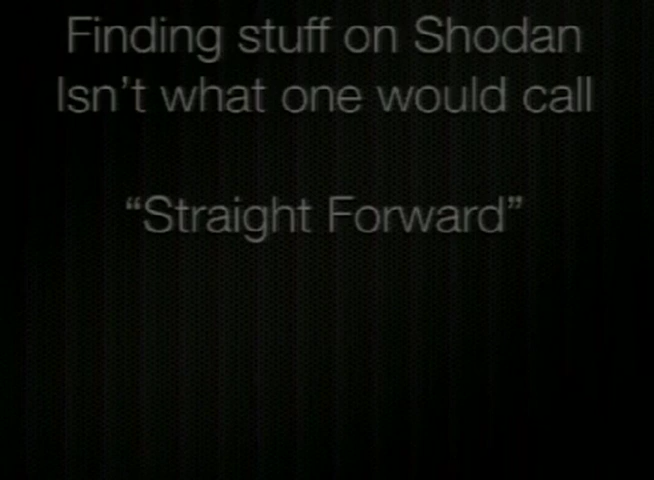 Finding stuff on Shodan
Isn’t what one would call
“Straight Forward”